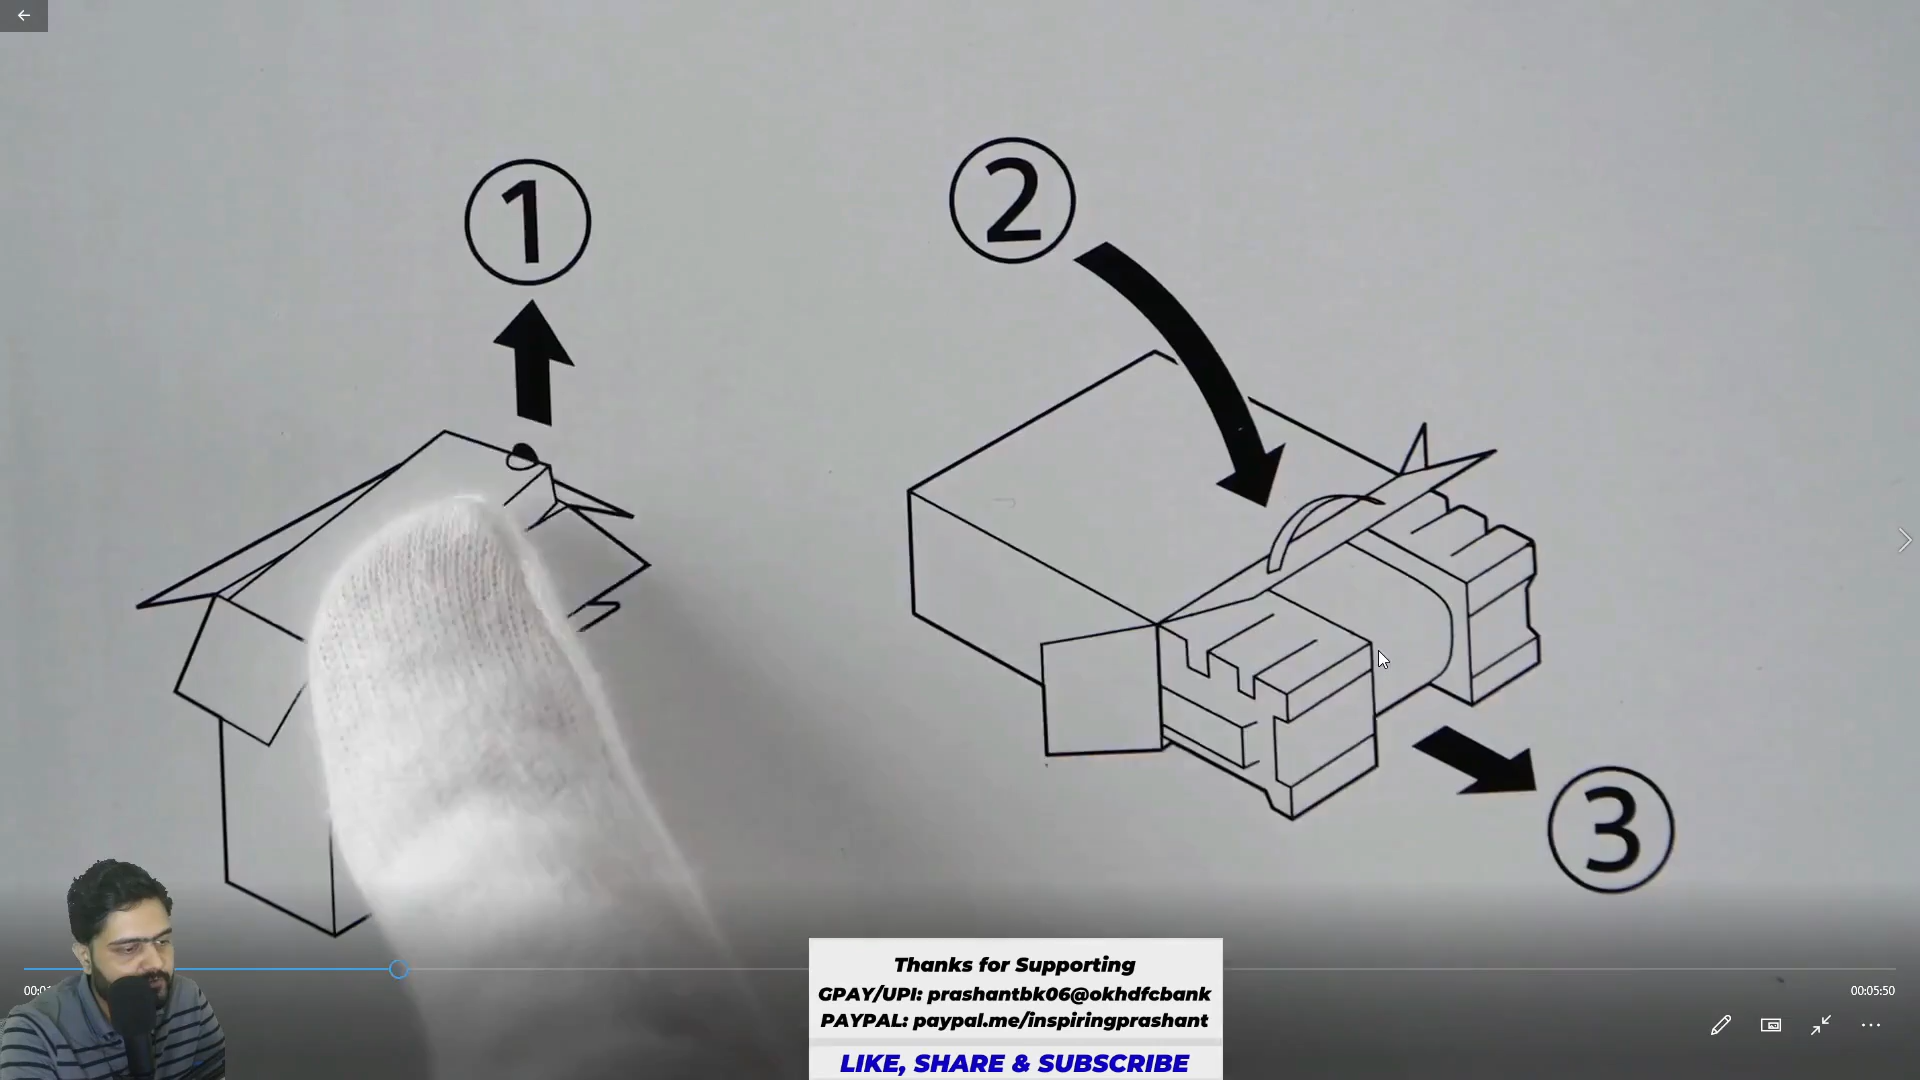 1
2
3
00:05:50
Thanks for Supporting
GPAY/UPI: prashantbk06@okhdfcbank
PAYPAL: paypal.me/inspiringprashant
LIKE, SHARE & SUBSCRIBE